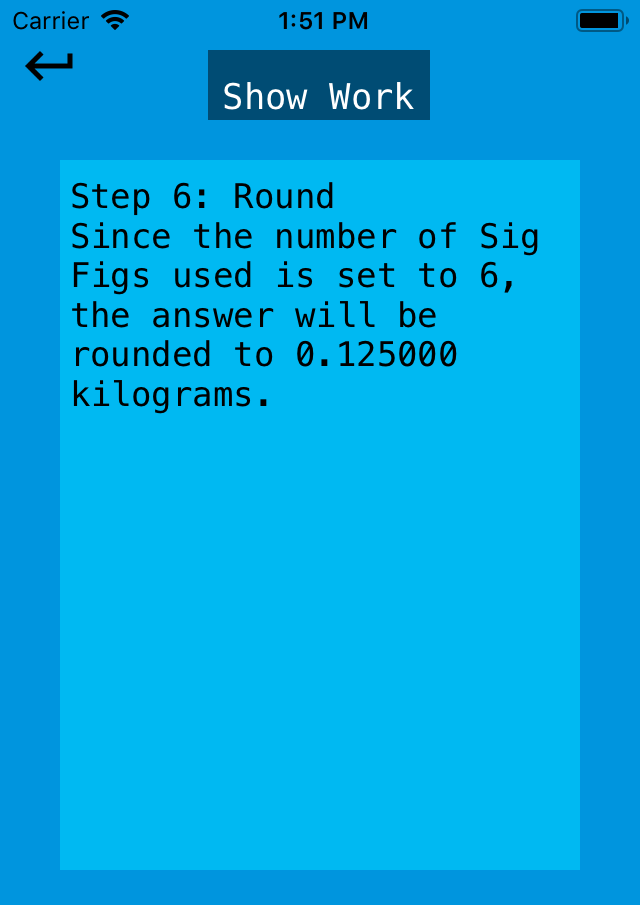 Carrier
1:51 PM
Show Work
Step 6: Round
Since the number of Sig
Figs used is set to 6,
the answer will be
rounded to 0.125000
kilograms.